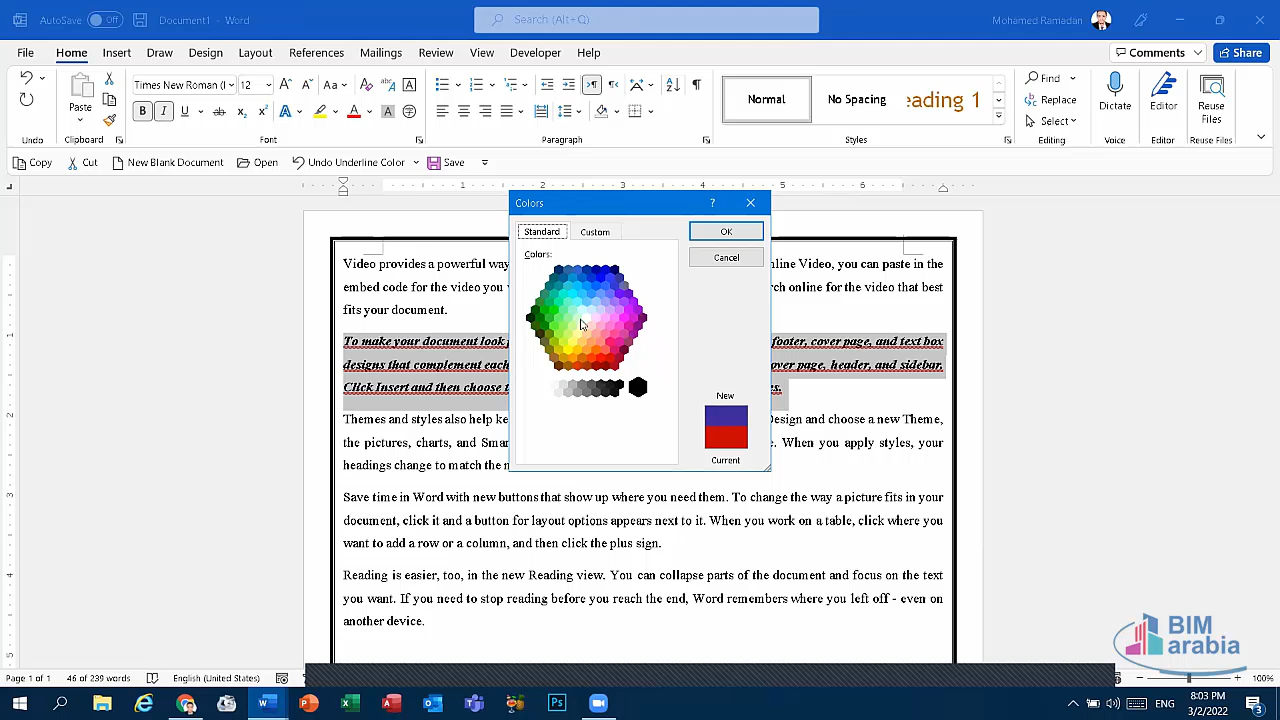 AutoSave Off Document1 - Word Search (Alt+Q) Mohamed Ramadan
File Home Insert Draw Design Layout References Mailings Review View Developer Help Comments Share
Undo Paste Clipboard
Times New Roman ( 12 Aa
B I U Font
Paragraph
Normal No Spacing eading 1 Styles
Find Replace Select Editing
Dictate Voice
Editor Editor
Reuse Files Reuse Files
Copy Cut New Blank Document Open Undo Underline Color Save
1 2 3 4 5 6
Colors ?
Standard Custom OK
Colors: Cancel
New
Current
Video provides a powerful way nline Video, you can paste in the
embed code for the video you rch online for the video that best
fits your document.
To make your document look footer, cover page, and text box
designs that complement each over page, header, and sidebar.
Click Insert and then choose
Themes and styles also help ke Design and choose a new Theme,
the pictures, charts, and Smar e. When you apply styles, your
headings change to match the n
Save time in Word with new buttons that show up where you need them. To change the way a picture fits in your
document, click it and a button for layout options appears next to it. When you work on a table, click where you
want to add a row or a column, and then click the plus sign.
Reading is easier, too, in the new Reading view. You can collapse parts of the document and focus on the text
you want. If you need to stop reading before you reach the end, Word remembers where you left off - even on
another device.
BIM
arabia
Page 1 of 1 46 of 239 words English (United States) 100%
ENG 8:03 PM
3/2/2022